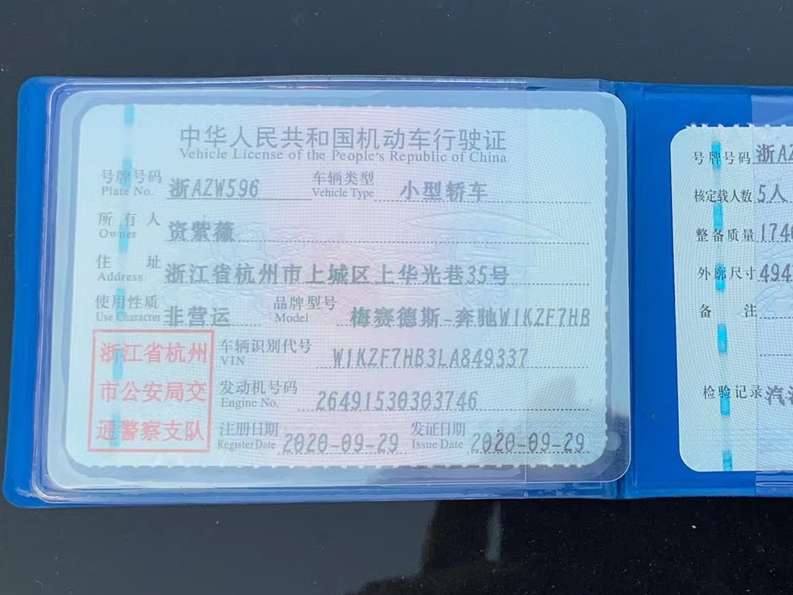 中华人民共和国机动车行驶证
Vehicle License of the People's Republic of China
号牌号码 浙AZW596 车辆类型 小型轿车
Plate No. Vehicle Type
所有人 资紫薇
Owner
住址 浙江省杭州市上城区上华光巷35号
Address
使用性质 非营运 品牌型号 梅赛德斯-奔驰W1KZF7HB
Use Character Model
浙江省杭州
市公安局交
通警察支队
车辆识别代号 W1KZF7HB3LA849337
VIN
发动机号码 26491530303746
Engine No.
注册日期 2020-09-29 发证日期 2020-09-29
Register Date Issue Date
号牌号码 浙AZ
核定载人数 5人
整备质量 174
外廓尺寸 494
备注
检验记录 汽